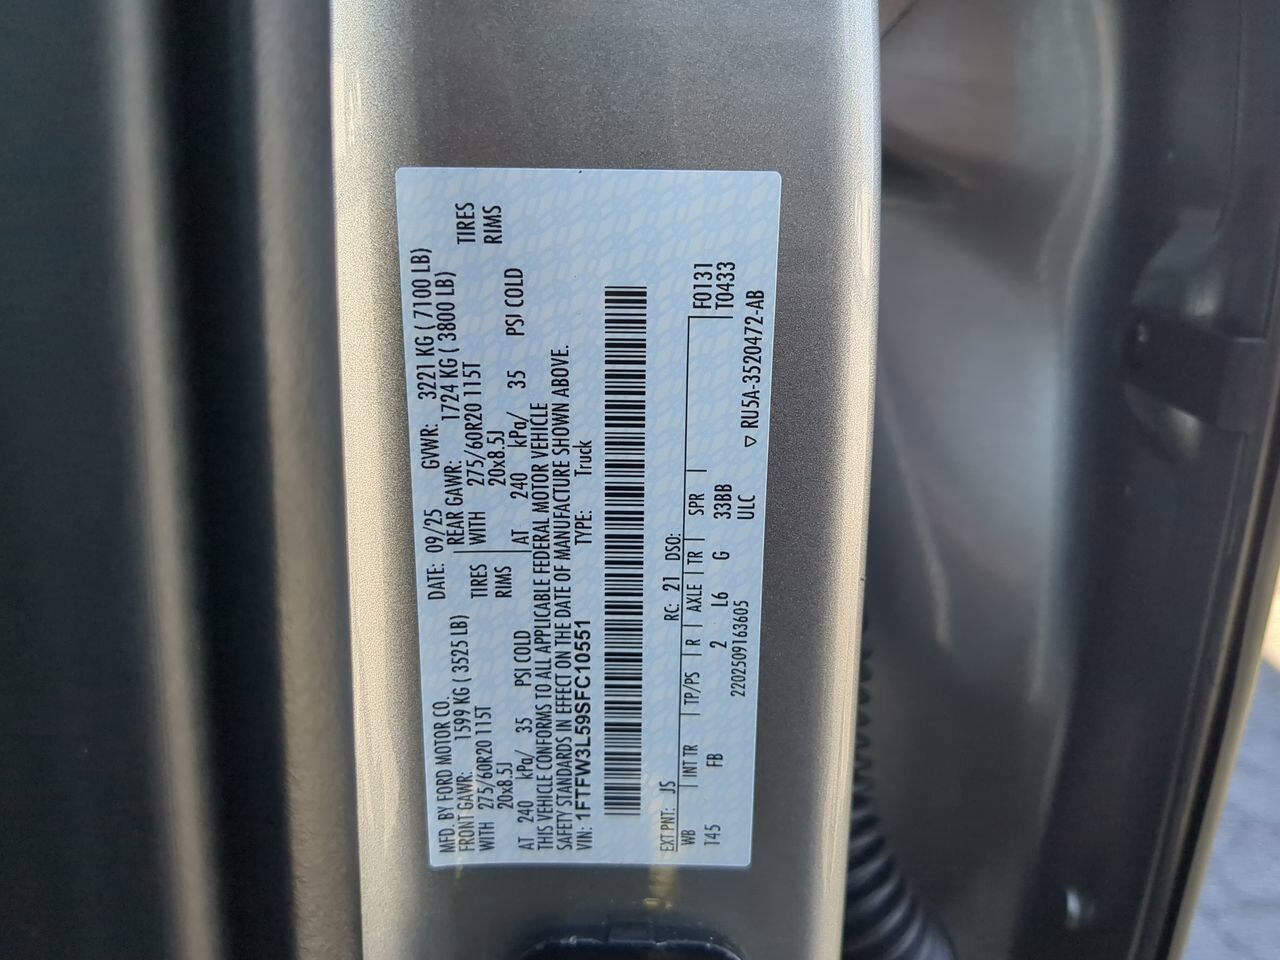 MFD. BY FORD MOTOR CO. DATE: 09/25 GVWR: 3221 KG ( 7100 LB)
FRONT GAWR: 1599 KG ( 3525 LB) REAR GAWR: 1724 KG ( 3800 LB)
WITH 275/60R20 115T TIRES WITH 275/60R20 115T TIRES
20x8.5J RIMS 20x8.5J RIMS
AT 240 kPa/ 35 PSI COLD AT 240 kPa/ 35 PSI COLD
THIS VEHICLE CONFORMS TO ALL APPLICABLE FEDERAL MOTOR VEHICLE
SAFETY STANDARDS IN EFFECT ON THE DATE OF MANUFACTURE SHOWN ABOVE.
VIN: 1FTFW3L59SFC10551 TYPE: Truck
EXT PNT: JS RC: 21 DSO:
WB INT TR TP/PS R AXLE TR SPR F0131
145 FB 2 L6 G 33BB T0433
2202509163605 ULC
▽ RU5A-3520472-AB